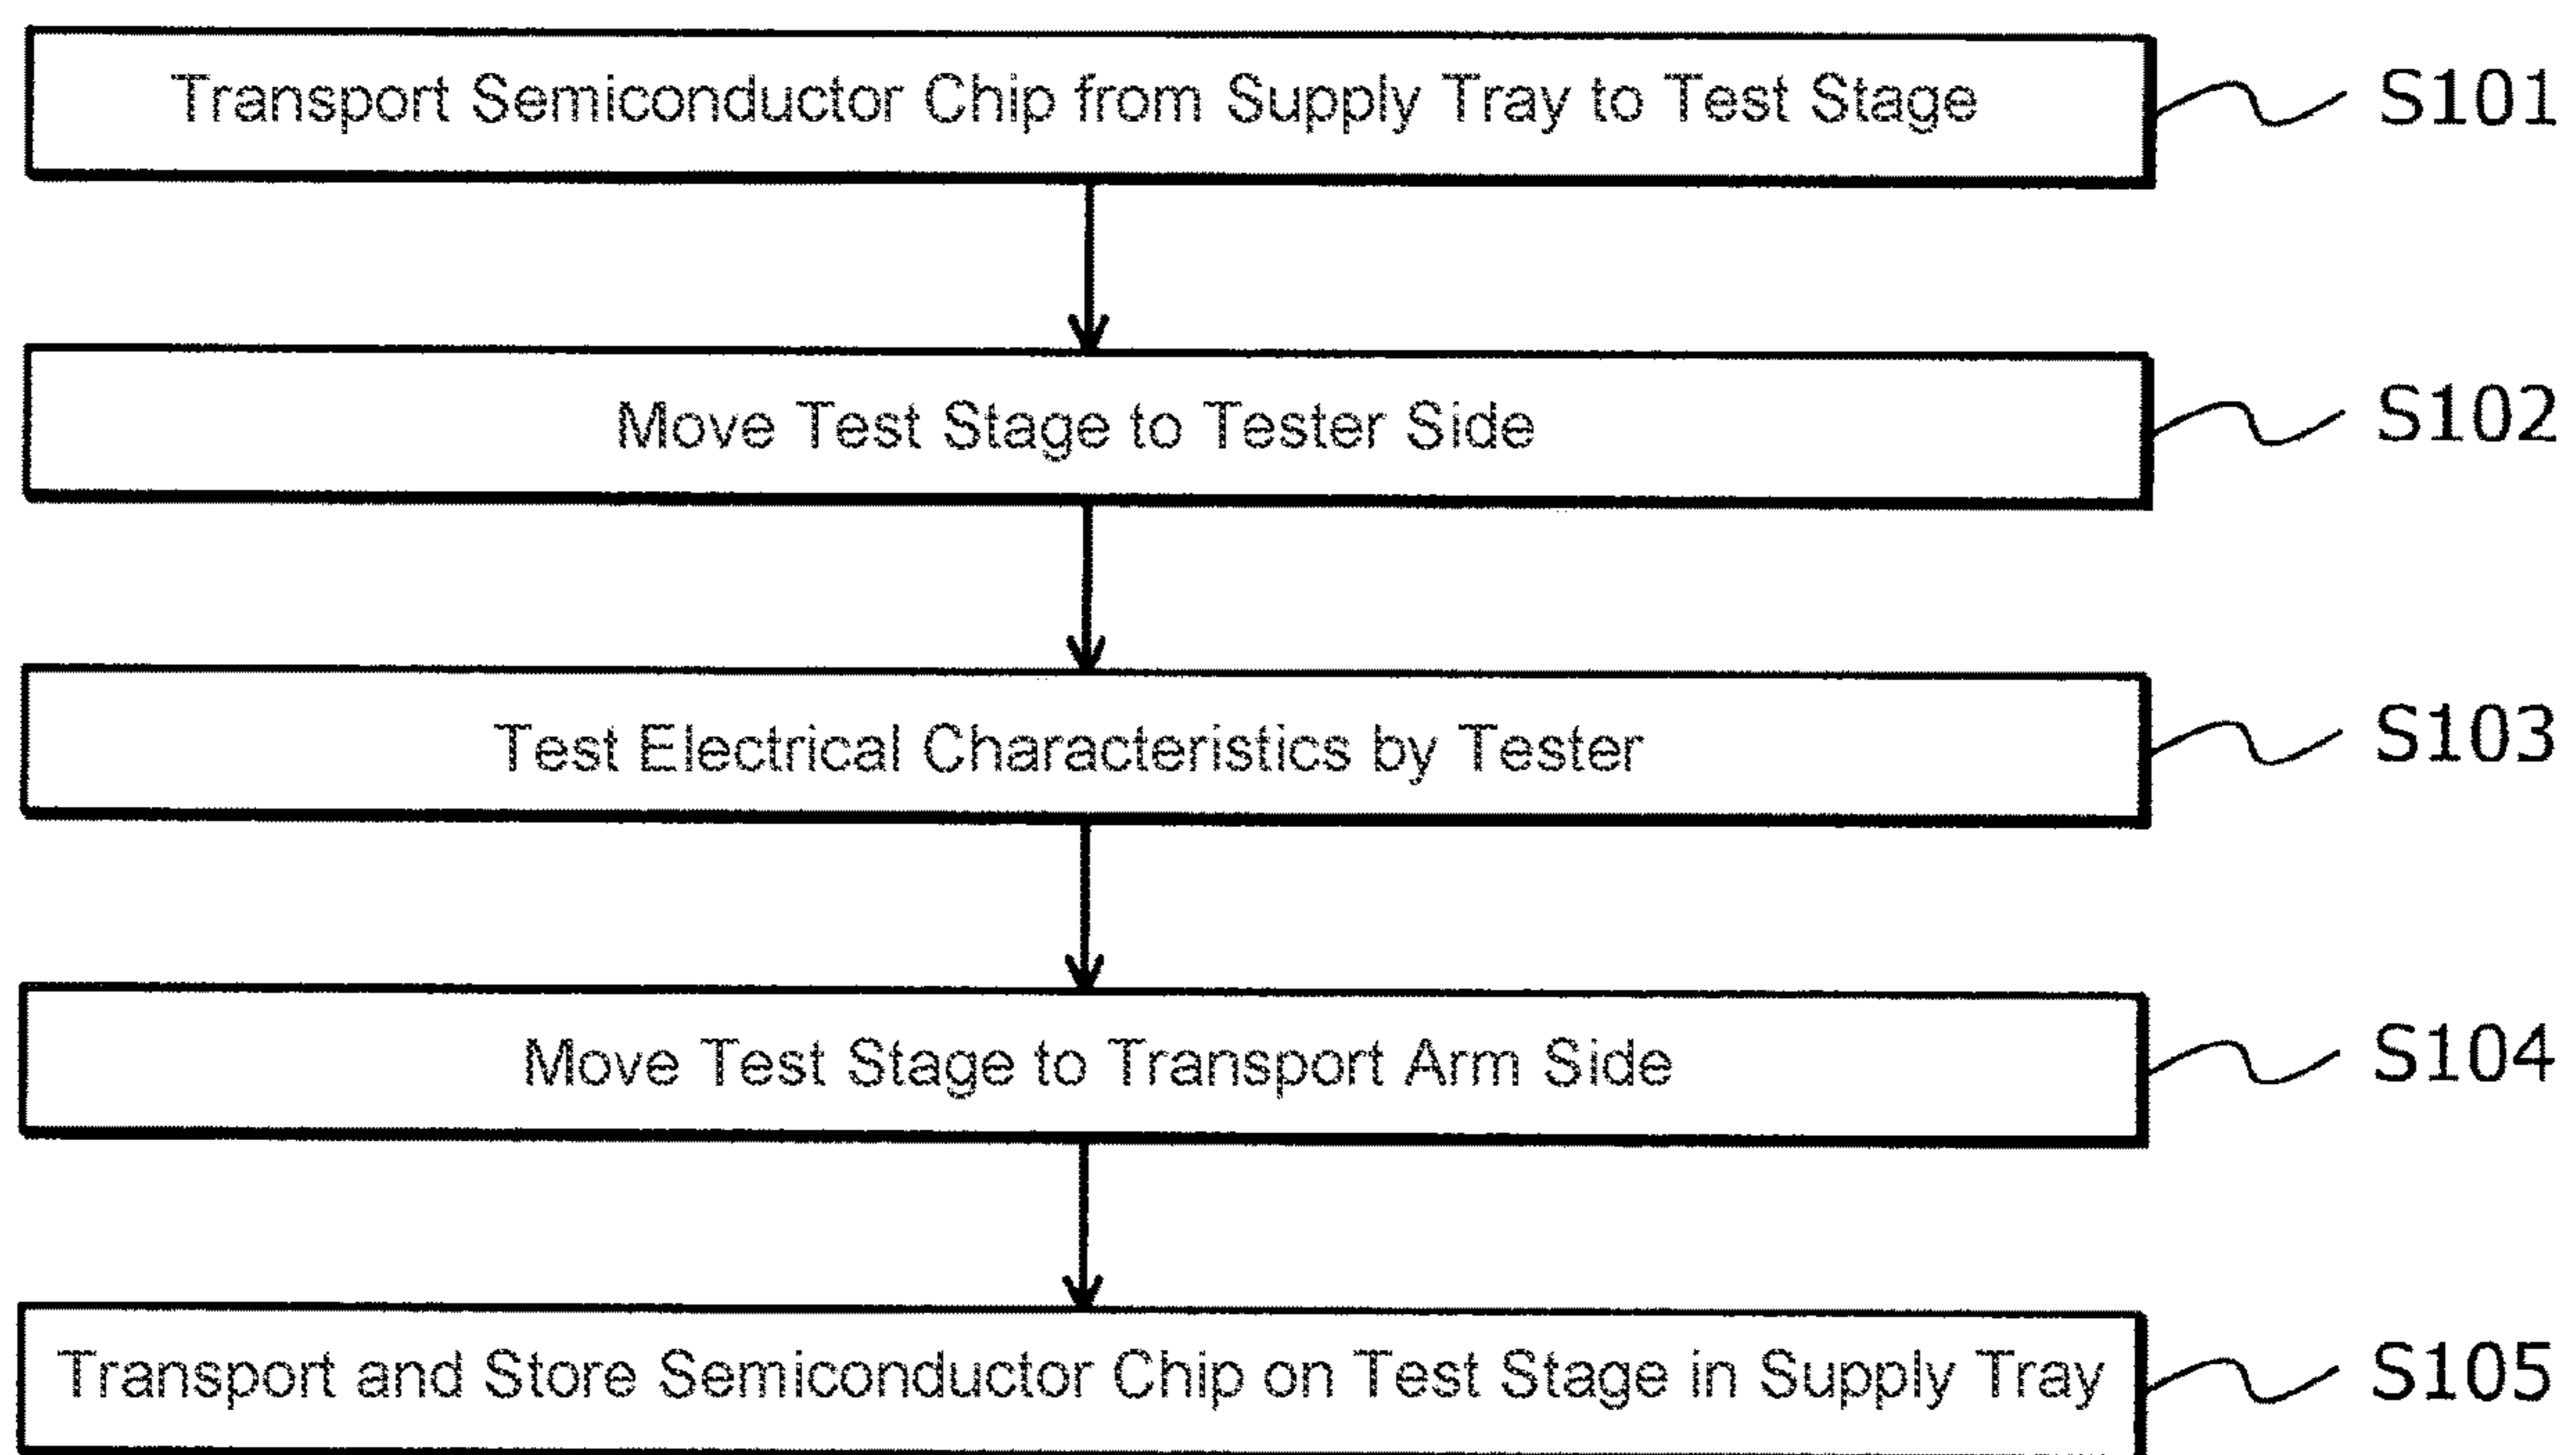 Transport Semiconductor Chip from Supply Tray to Test Stage S101
Move Test Stage to Tester Side S102
Test Electrical Characteristics by Tester S103
Move Test Stage to Transport Arm Side S104
Transport and Store Semiconductor Chip on Test Stage in Supply Tray S105